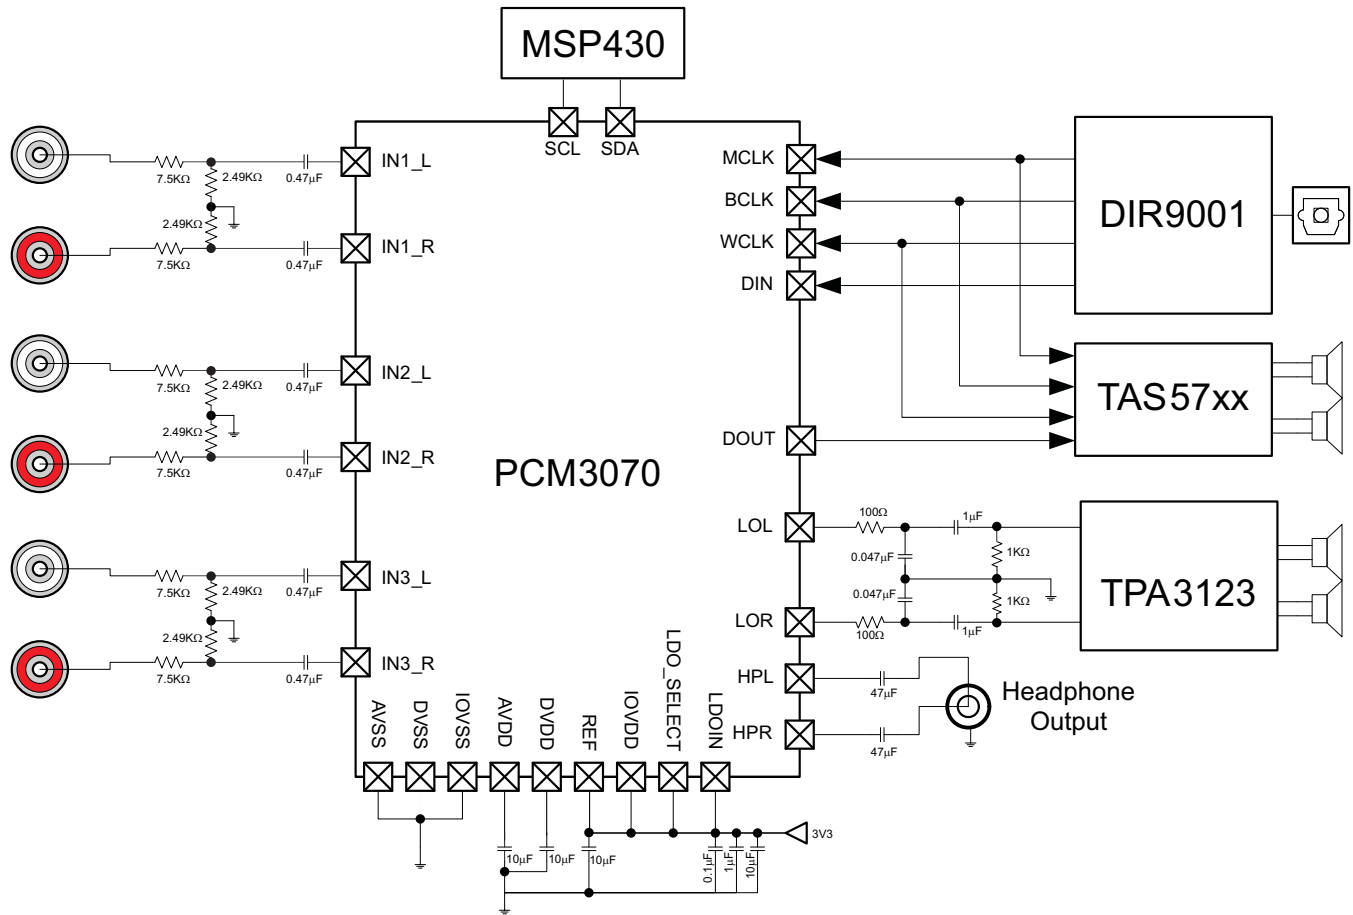 MSP430
SCL
SDA
7.5KΩ
2.49KΩ
0.47µF
IN1_L
2.49KΩ
7.5KΩ
0.47µF
IN1_R
7.5KΩ
2.49KΩ
0.47µF
IN2_L
2.49KΩ
7.5KΩ
0.47µF
IN2_R
7.5KΩ
2.49KΩ
0.47µF
IN3_L
2.49KΩ
7.5KΩ
0.47µF
IN3_R
PCM3070
MCLK
BCLK
WCLK
DIN
DOUT
LOL
LOR
HPL
HPR
DIR9001
TAS57xx
100Ω
1µF
0.047µF
1KΩ
0.047µF
1KΩ
100Ω
1µF
TPA3123
47µF
47µF
Headphone
Output
AVSS
DVSS
IOVSS
AVDD
DVDD
REF
IOVDD
LDO_SELECT
LDOIN
3V3
10µF
10µF
10µF
0.1µF
1µF
10µF